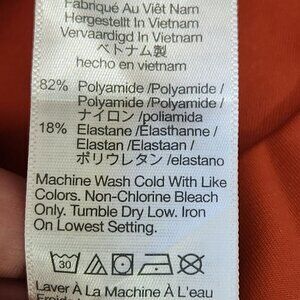 Fabriqué Au Viêt Nam
Hergestellt In Vietnam
Vervaardigd In Vietnam
ベトナム製
hecho en vietnam
82% Polyamide /Polyamide/
Polyamide /Polyamide/
ナイロン /poliamida
18% Elastane /Élasthanne/
Elastan /Elastaan/
ポリウレタン /elastano
Machine Wash Cold With Like
Colors. Non-Chlorine Bleach
Only. Tumble Dry Low. Iron
On Lowest Setting.
30
Laver À La Machine À L'eau